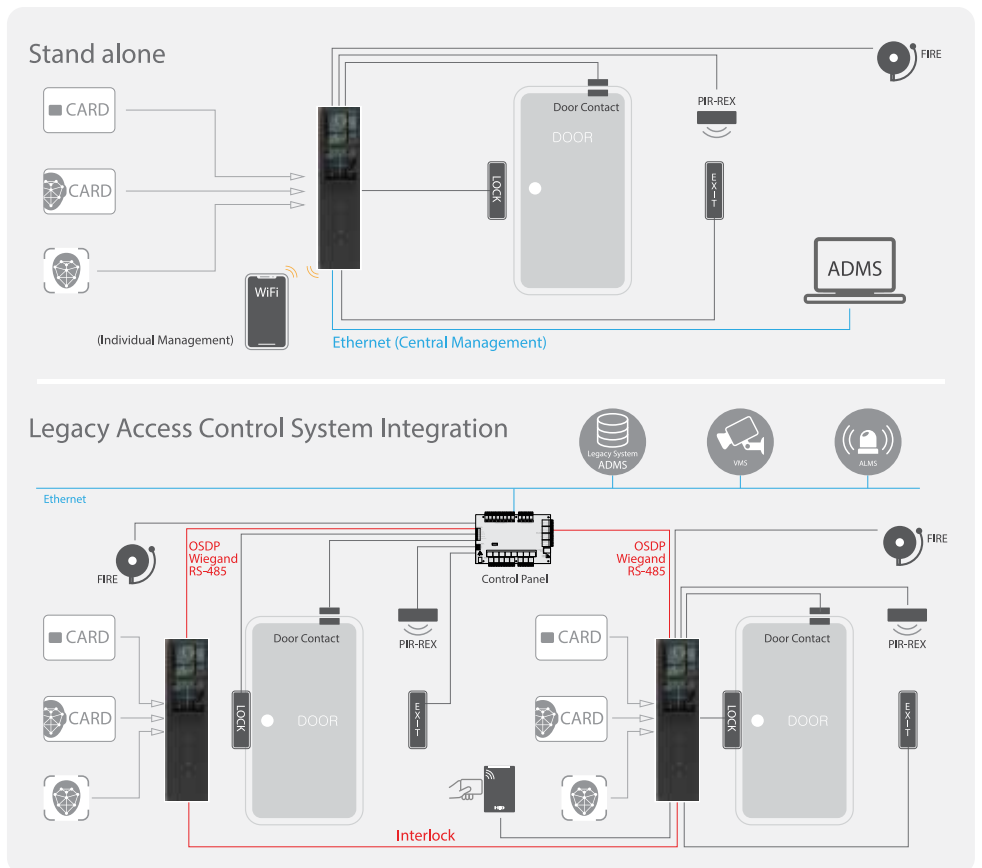 Stand alone
FIRE
CARD
Door Contact
PIR-REX
DOOR
CARD
LOCK
EXIT
ADMS
WiFi
(Individual Management)
Ethernet (Central Management)
Legacy Access Control System Integration
Legacy System
ADMS
VMS
ALMS
Ethernet
OSDP
Wiegand
RS-485
FIRE
Control Panel
OSDP
Wiegand
RS-485
FIRE
CARD
Door Contact
PIR-REX
CARD
Door Contact
PIR-REX
CARD
LOCK
DOOR
EXIT
CARD
LOCK
DOOR
EXIT
Interlock